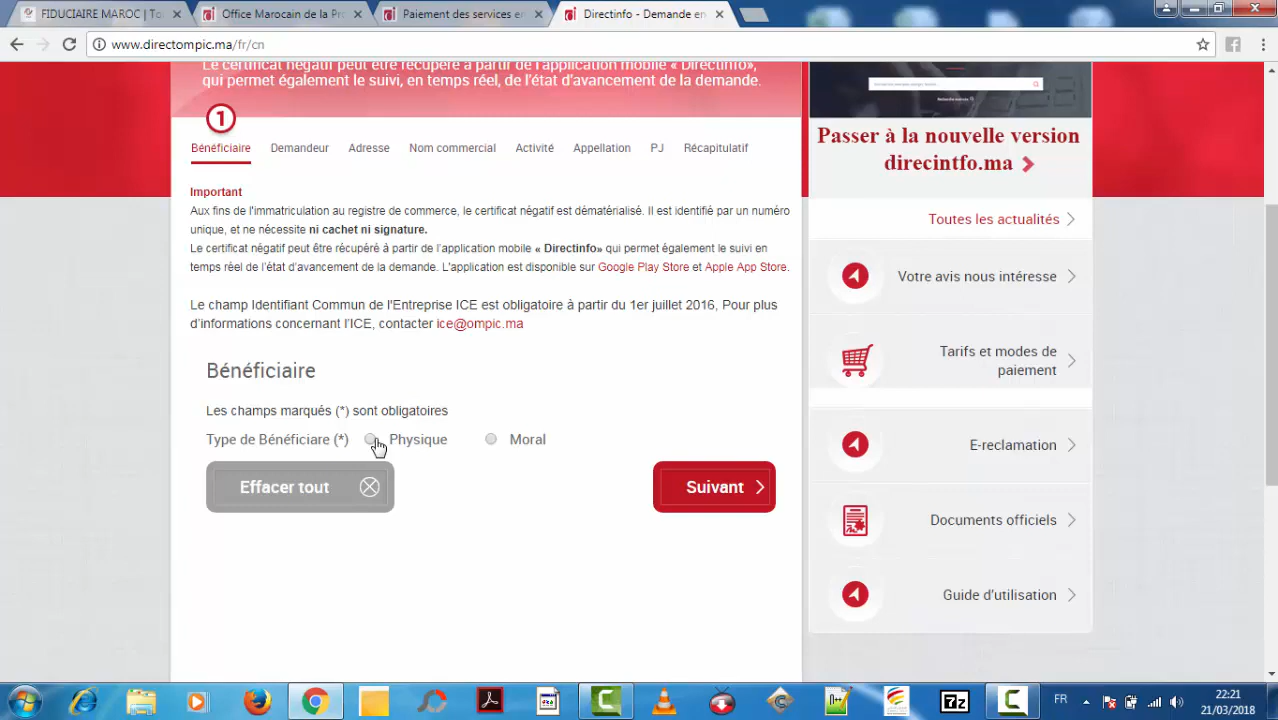 FIDUCIAIRE MAROC | To
Office Marocain de la Pr
Paiement des services e
Directinfo - Demande en
www.directompic.ma/fr/cn
Le certificat négatif peut être récupéré à partir de l'application mobile « Directinfo»,
qui permet également le suivi, en temps réel, de l'état d'avancement de la demande.
1
Bénéficiaire Demandeur Adresse Nom commercial Activité Appellation PJ Récapitulatif
Important
Aux fins de l'immatriculation au registre de commerce, le certificat négatif est dématérialisé. Il est identifié par un numéro
unique, et ne nécessite ni cachet ni signature.
Le certificat négatif peut être récupéré à partir de l'application mobile « Directinfo» qui permet également le suivi en
temps réel de l'état d'avancement de la demande. L'application est disponible sur Google Play Store et Apple App Store.
Le champ Identifiant Commun de l'Entreprise ICE est obligatoire à partir du 1er juillet 2016, Pour plus
d'informations concernant l'ICE, contacter ice@ompic.ma
Bénéficiaire
Les champs marqués (*) sont obligatoires
Type de Bénéficiare (*) Physique Moral
Effacer tout
Suivant
Passer à la nouvelle version
direcintfo.ma
Toutes les actualités
Votre avis nous intéresse
Tarifs et modes de
paiement
E-reclamation
Documents officiels
Guide d'utilisation
7z
FR
22:21
21/03/2018